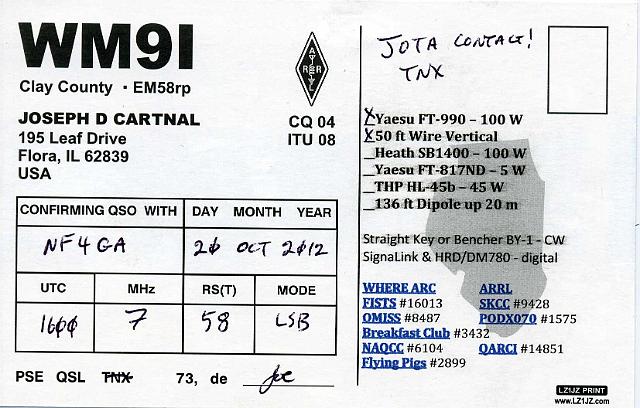 WM9I
Clay County · EM58rp
JOSEPH D CARTNAL
195 Leaf Drive
Flora, IL 62839
USA
A
R R
L
CQ 04
ITU 08
CONFIRMING QSO WITH DAY MONTH YEAR
NF4GA 20 OCT 2012
UTC MHz RS(T) MODE
1600 7 58 LSB
PSE QSL TNX 73, de Joe
JOTA CONTACT!
TNX
X Yaesu FT-990 – 100 W
X 50 ft Wire Vertical
_Heath SB1400 – 100 W
_Yaesu FT-817ND – 5 W
_THP HL-45b – 45 W
_136 ft Dipole up 20 m
Straight Key or Bencher BY-1 - CW
SignaLink & HRD/DM780 - digital
WHERE ARC ARRL
FISTS #16013 SKCC #9428
OMISS #8487 PODX070 #1575
Breakfast Club #3432
NAQCC #6104 QARCI #14851
Flying Pigs #2899
LZ1JZ PRINT
www.LZ1JZ.com